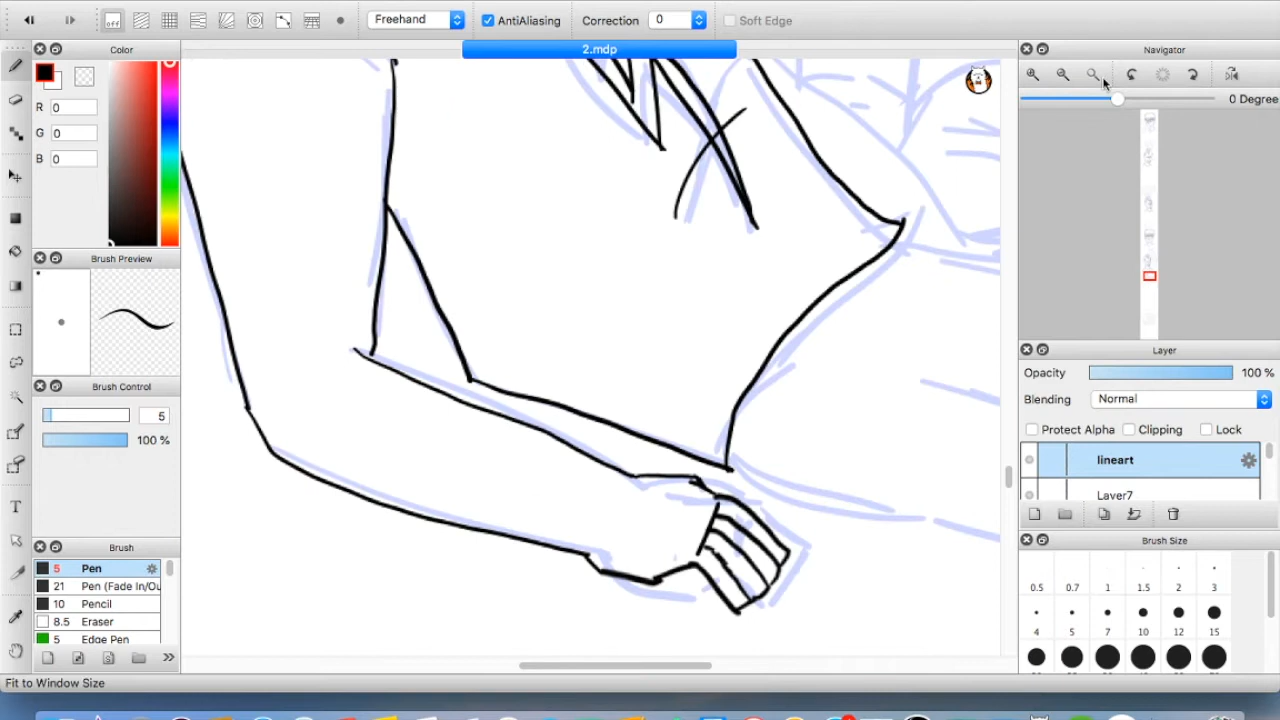 off
Freehand
AntiAliasing
Correction
0
Soft Edge
Color
2.mdp
Navigator
R 0
G 0
B 0
0 Degree
Brush Preview
Layer
Opacity
100 %
Blending
Normal
Brush Control
5
100 %
Protect Alpha
Clipping
Lock
lineart
Layer7
T
Brush
Brush Size
5 Pen
21 Pen (Fade In/Ou
10 Pencil
8.5 Eraser
5 Edge Pen
0.5 0.7 1 1.5 2 3
4 5 7 10 12 15
Fit to Window Size